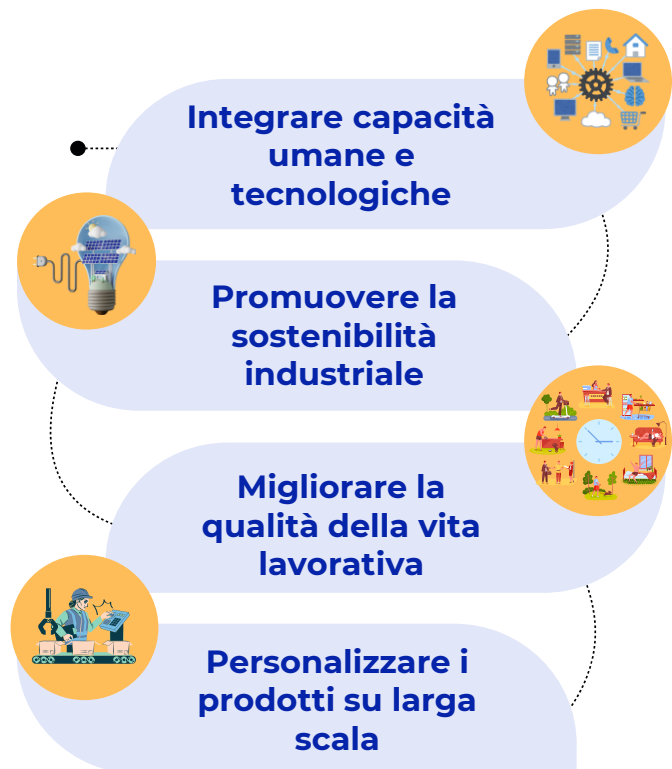 Integrare capacità
umane e
tecnologiche
Promuovere la
sostenibilità
industriale
Migliorare la
qualità della vita
lavorativa
Personalizzare i
prodotti su larga
scala